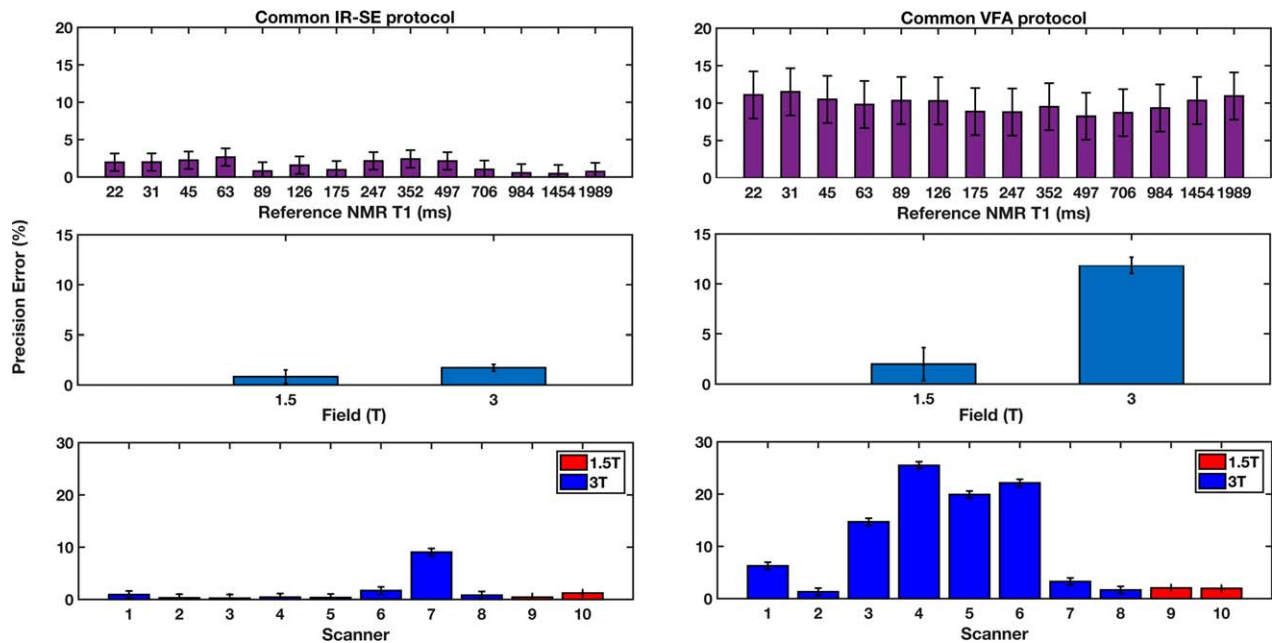 Common IR-SE protocol
20
15
10
5
0
22 31 45 63 89 126 175 247 352 497 706 984 1454 1989
Reference NMR T1 (ms)
Common VFA protocol
20
15
10
5
0
22 31 45 63 89 126 175 247 352 497 706 984 1454 1989
Reference NMR T1 (ms)
Precision Error (%)
15
10
5
0
1.5 3
Field (T)
15
10
5
0
1.5 3
Field (T)
30
20
10
0
1.5T
3T
1 2 3 4 5 6 7 8 9 10
Scanner
30
20
10
0
1.5T
3T
1 2 3 4 5 6 7 8 9 10
Scanner